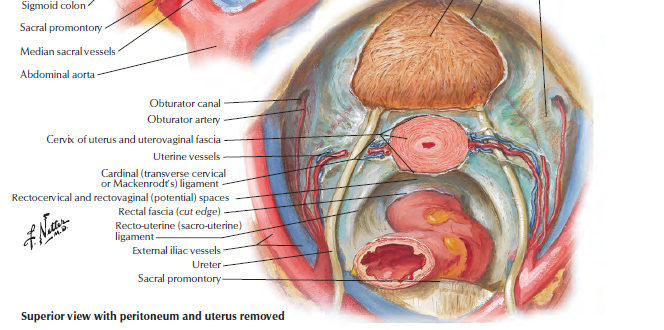 Sigmoid colon
Sacral promontory
Median sacral vessels
Abdominal aorta
Obturator canal
Obturator artery
Cervix of uterus and uterovaginal fascia
Uterine vessels
Cardinal (transverse cervical
or Mackenrodt's) ligament
Rectocervical and rectovaginal (potential) spaces
Rectal fascia (cut edge)
Recto-uterine (sacro-uterine)
ligament
External iliac vessels
Ureter
Sacral promontory
F. Netter
M.D.
Superior view with peritoneum and uterus removed